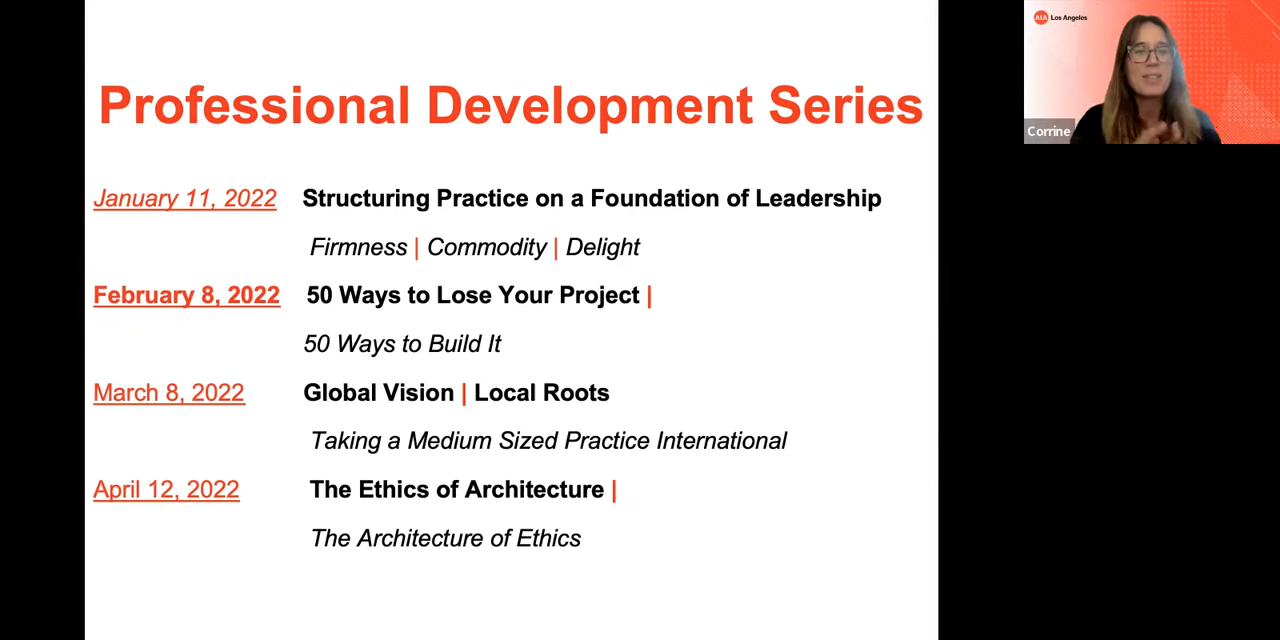 Professional Development Series
January 11, 2022 Structuring Practice on a Foundation of Leadership
Firmness | Commodity | Delight
February 8, 2022 50 Ways to Lose Your Project |
50 Ways to Build It
March 8, 2022 Global Vision | Local Roots
Taking a Medium Sized Practice International
April 12, 2022 The Ethics of Architecture |
The Architecture of Ethics
AIA Los Angeles
Corrine